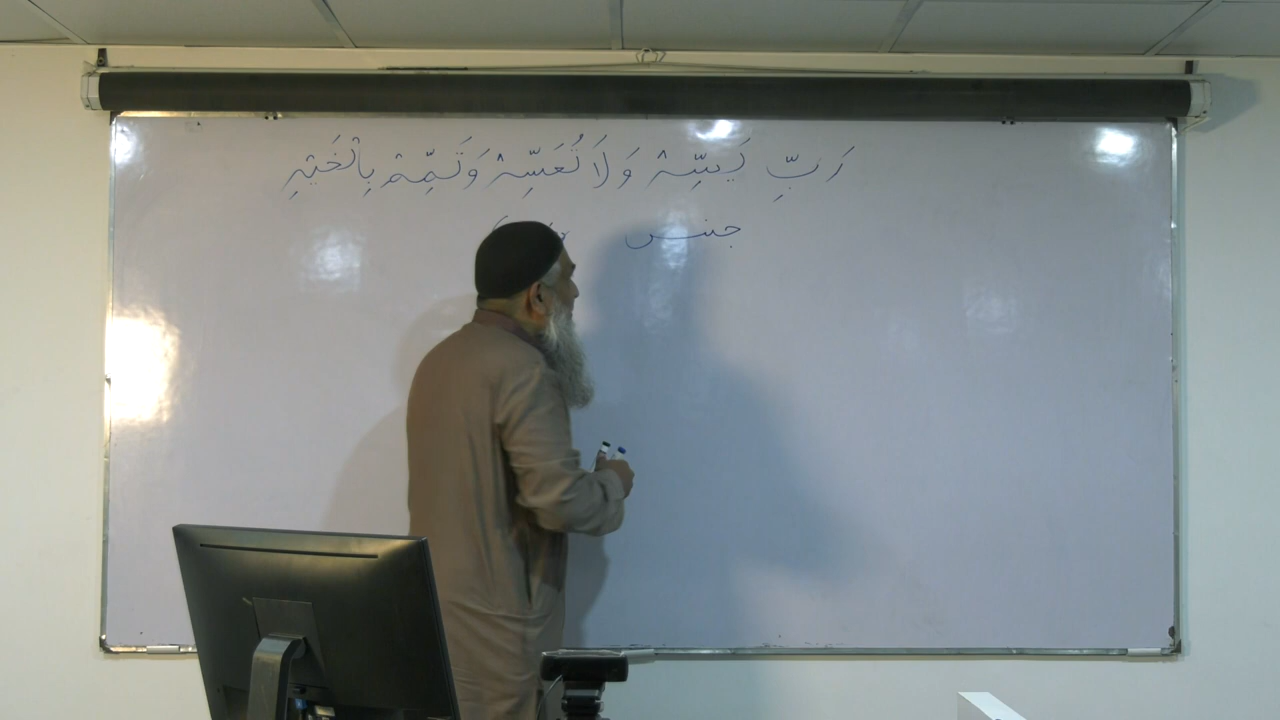 رَبِّ يَسِّرْ وَلَا تُعَسِّرْ وَتَمِّمْ بِالْخَيْرِ
جنس